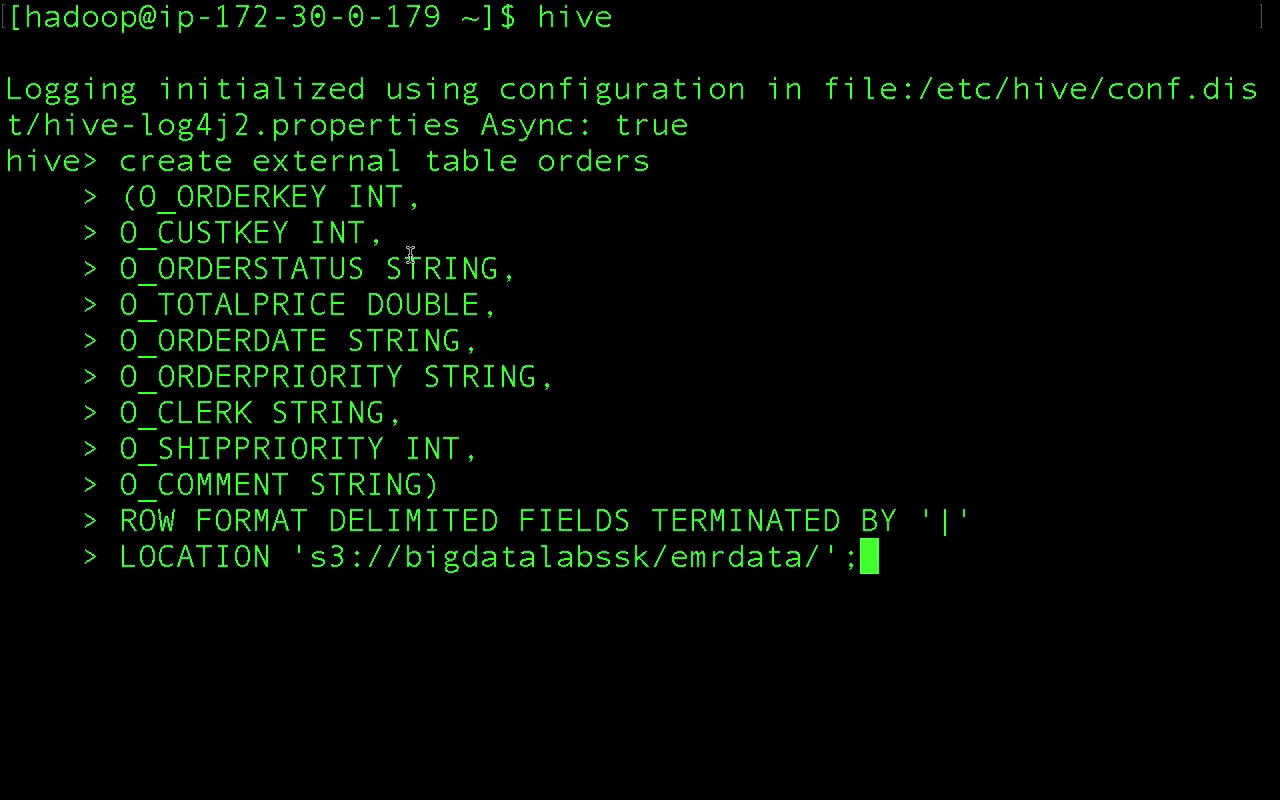 [[hadoop@ip-172-30-0-179 ~]$ hive ]
Logging initialized using configuration in file:/etc/hive/conf.dis
t/hive-log4j2.properties Async: true
hive> create external table orders
> (O_ORDERKEY INT,
> O_CUSTKEY INT,
> O_ORDERSTATUS STRING,
> O_TOTALPRICE DOUBLE,
> O_ORDERDATE STRING,
> O_ORDERPRIORITY STRING,
> O_CLERK STRING,
> O_SHIPPRIORITY INT,
> O_COMMENT STRING)
> ROW FORMAT DELIMITED FIELDS TERMINATED BY '|'
> LOCATION 's3://bigdatalabssk/emrdata/';